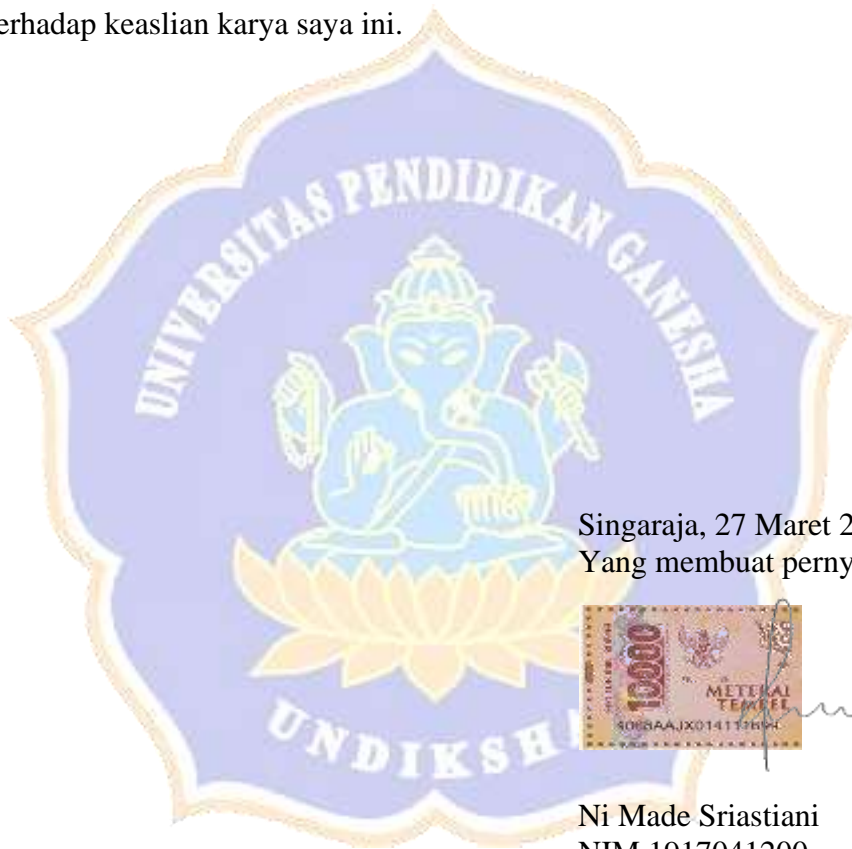 erhadap keaslian karya saya ini.
UNIVERSITAS PENDIDIKAN GANESHA
Singaraja, 27 Maret 2
Yang membuat perny
10000
METERAI
TEMPEL
UNDIKSHA
Ni Made Sriastiani